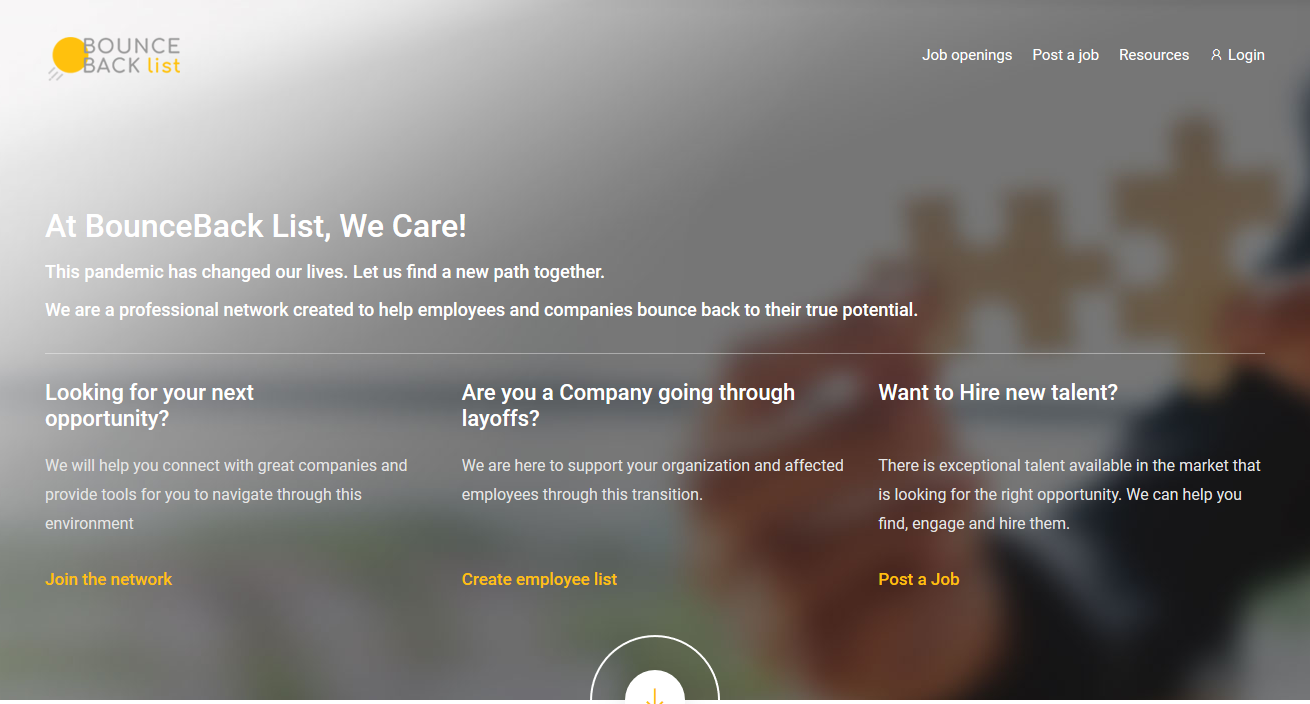 BOUNCE
BACK list
Job openings Post a job Resources Login
At BounceBack List, We Care!
This pandemic has changed our lives. Let us find a new path together.
We are a professional network created to help employees and companies bounce back to their true potential.
Looking for your next
opportunity?
We will help you connect with great companies and
provide tools for you to navigate through this
environment
Join the network
Are you a Company going through
layoffs?
We are here to support your organization and affected
employees through this transition.
Create employee list
Want to Hire new talent?
There is exceptional talent available in the market that
is looking for the right opportunity. We can help you
find, engage and hire them.
Post a Job